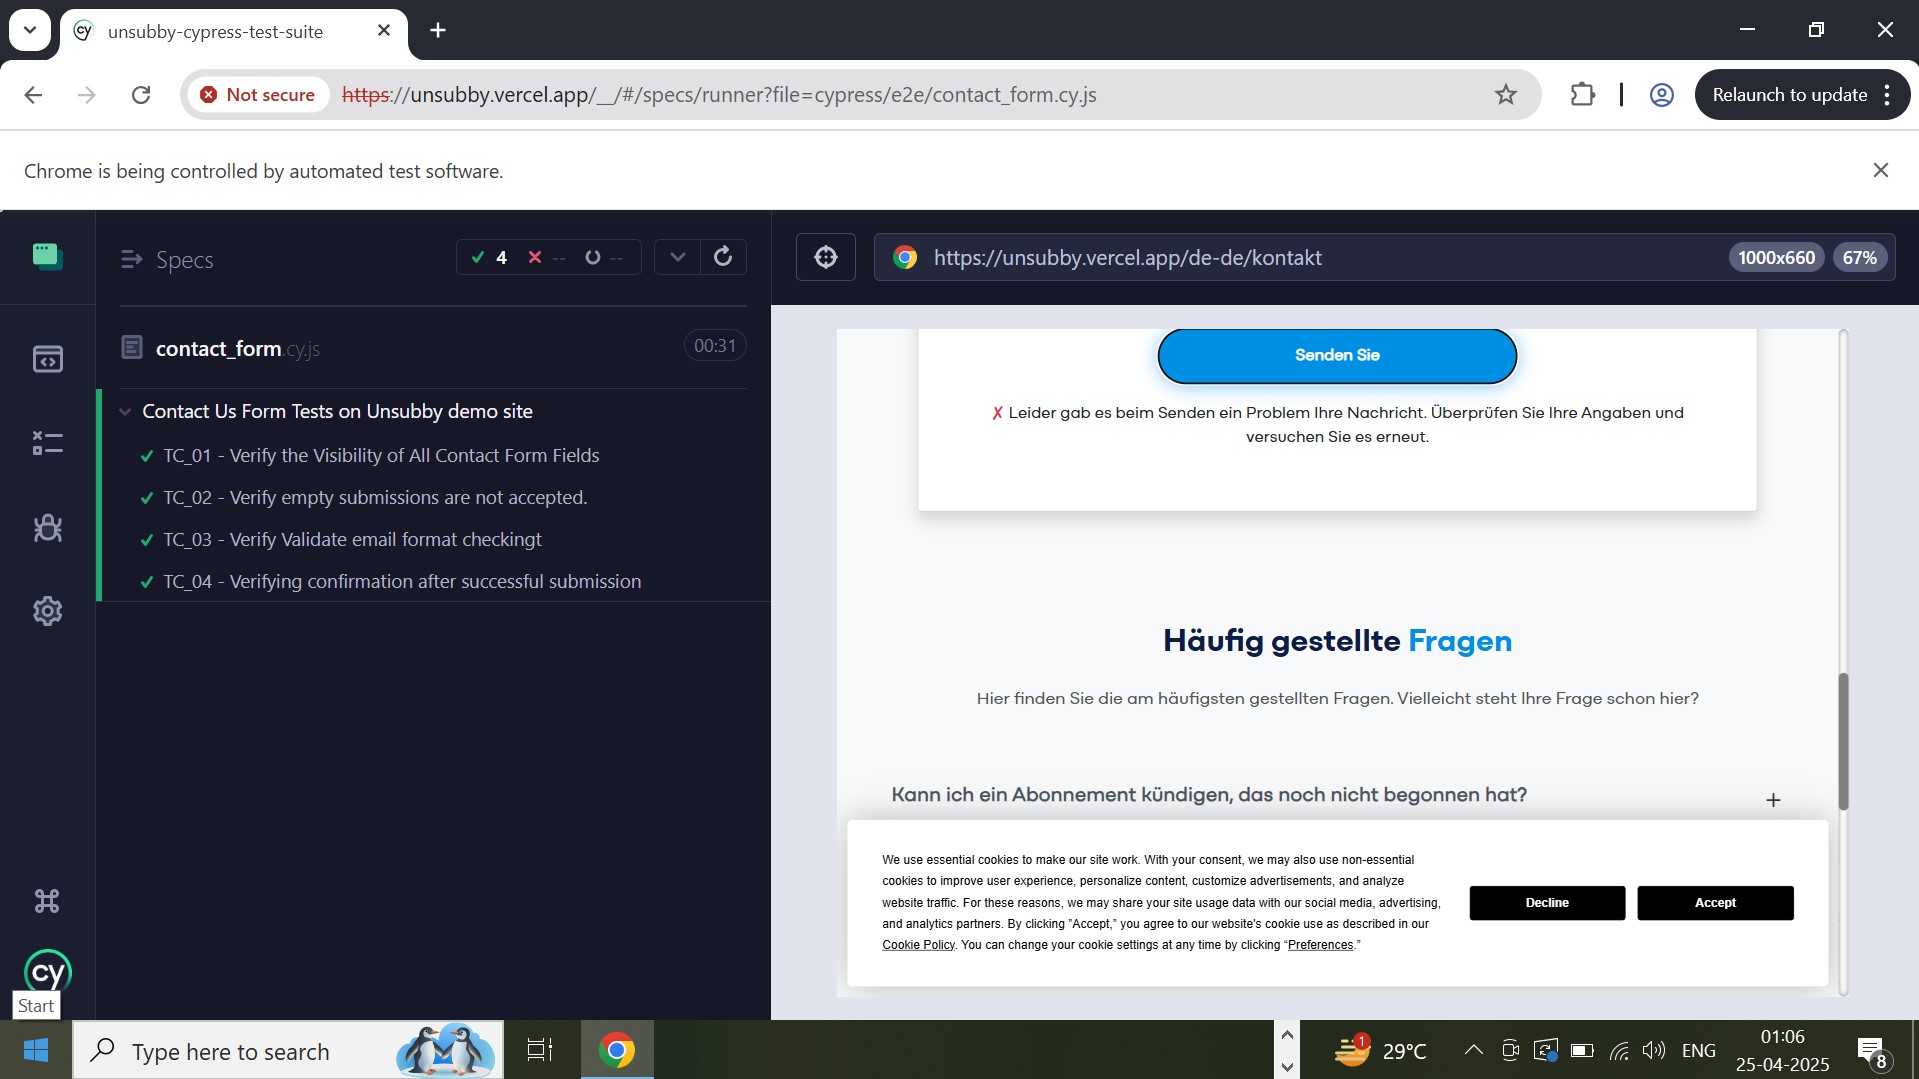 unsubby-cypress-test-suite
Not secure
https://unsubby.vercel.app/__/#/specs/runner?file=cypress/e2e/contact_form.cy.js
Relaunch to update
Chrome is being controlled by automated test software.
Specs
4
--
--
https://unsubby.vercel.app/de-de/kontakt
1000x660
67%
contact_form.cy.js
00:31
Contact Us Form Tests on Unsubby demo site
TC_01 - Verify the Visibility of All Contact Form Fields
TC_02 - Verify empty submissions are not accepted.
TC_03 - Verify Validate email format checkingt
TC_04 - Verifying confirmation after successful submission
Senden Sie
✗ Leider gab es beim Senden ein Problem Ihre Nachricht. Überprüfen Sie Ihre Angaben und
versuchen Sie es erneut.
Häufig gestellte Fragen
Hier finden Sie die am häufigsten gestellten Fragen. Vielleicht steht Ihre Frage schon hier?
Kann ich ein Abonnement kündigen, das noch nicht begonnen hat?
We use essential cookies to make our site work. With your consent, we may also use non-essential
cookies to improve user experience, personalize content, customize advertisements, and analyze
website traffic. For these reasons, we may share your site usage data with our social media, advertising,
and analytics partners. By clicking "Accept," you agree to our website's cookie use as described in our
Cookie Policy. You can change your cookie settings at any time by clicking “Preferences.”
Decline
Accept
cy
Start
Type here to search
1
29°C
ENG
01:06
25-04-2025
8